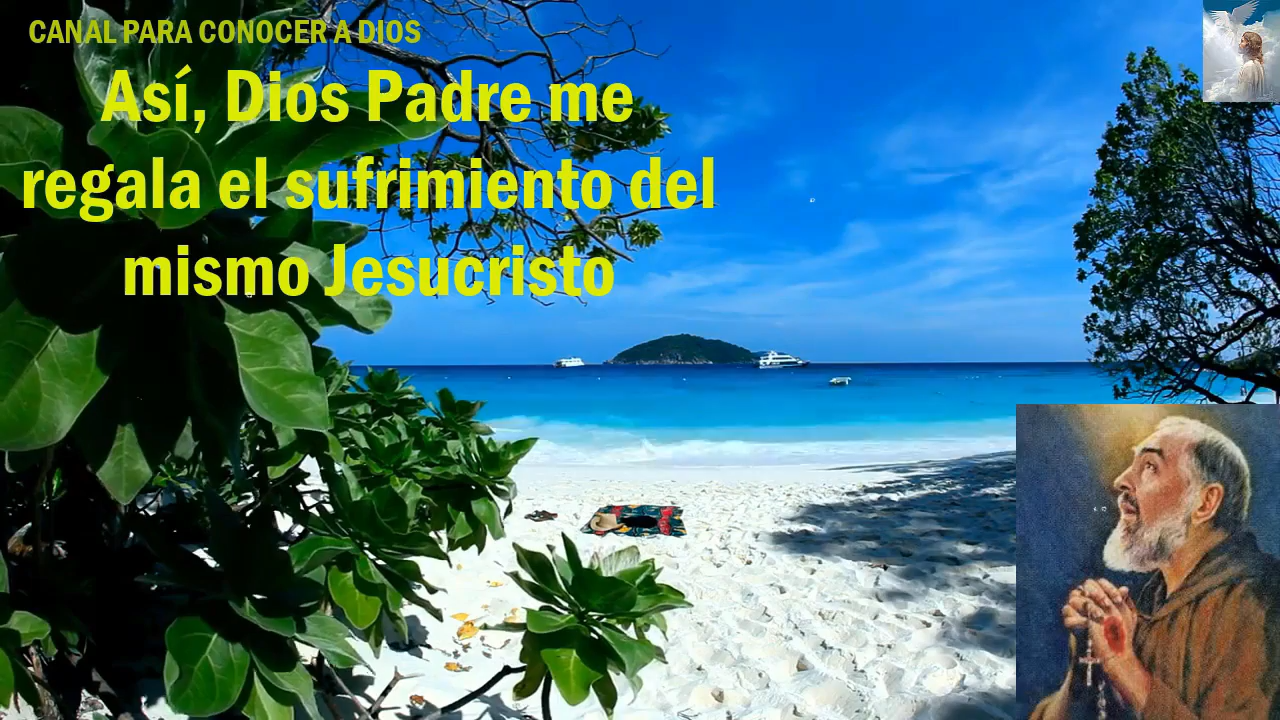 CANAL PARA CONOCER A DIOS
Así, Dios Padre me
regala el sufrimiento del
mismo Jesucristo